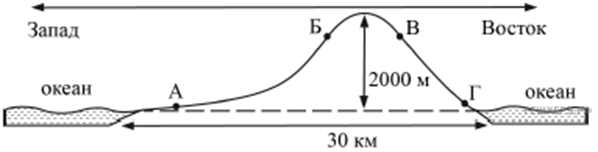 Запад
Восток
Б
В
океан
А
2000 м
Г
океан
30 км